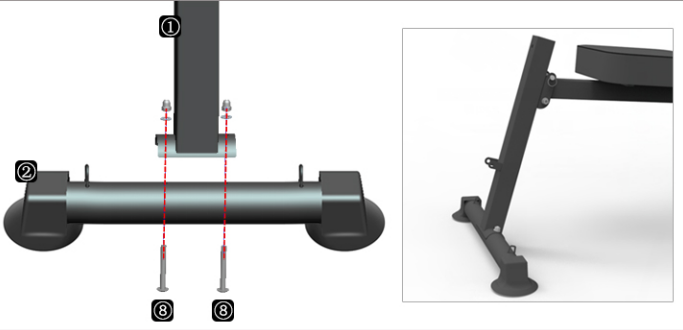 ①
②
⑧ ⑧